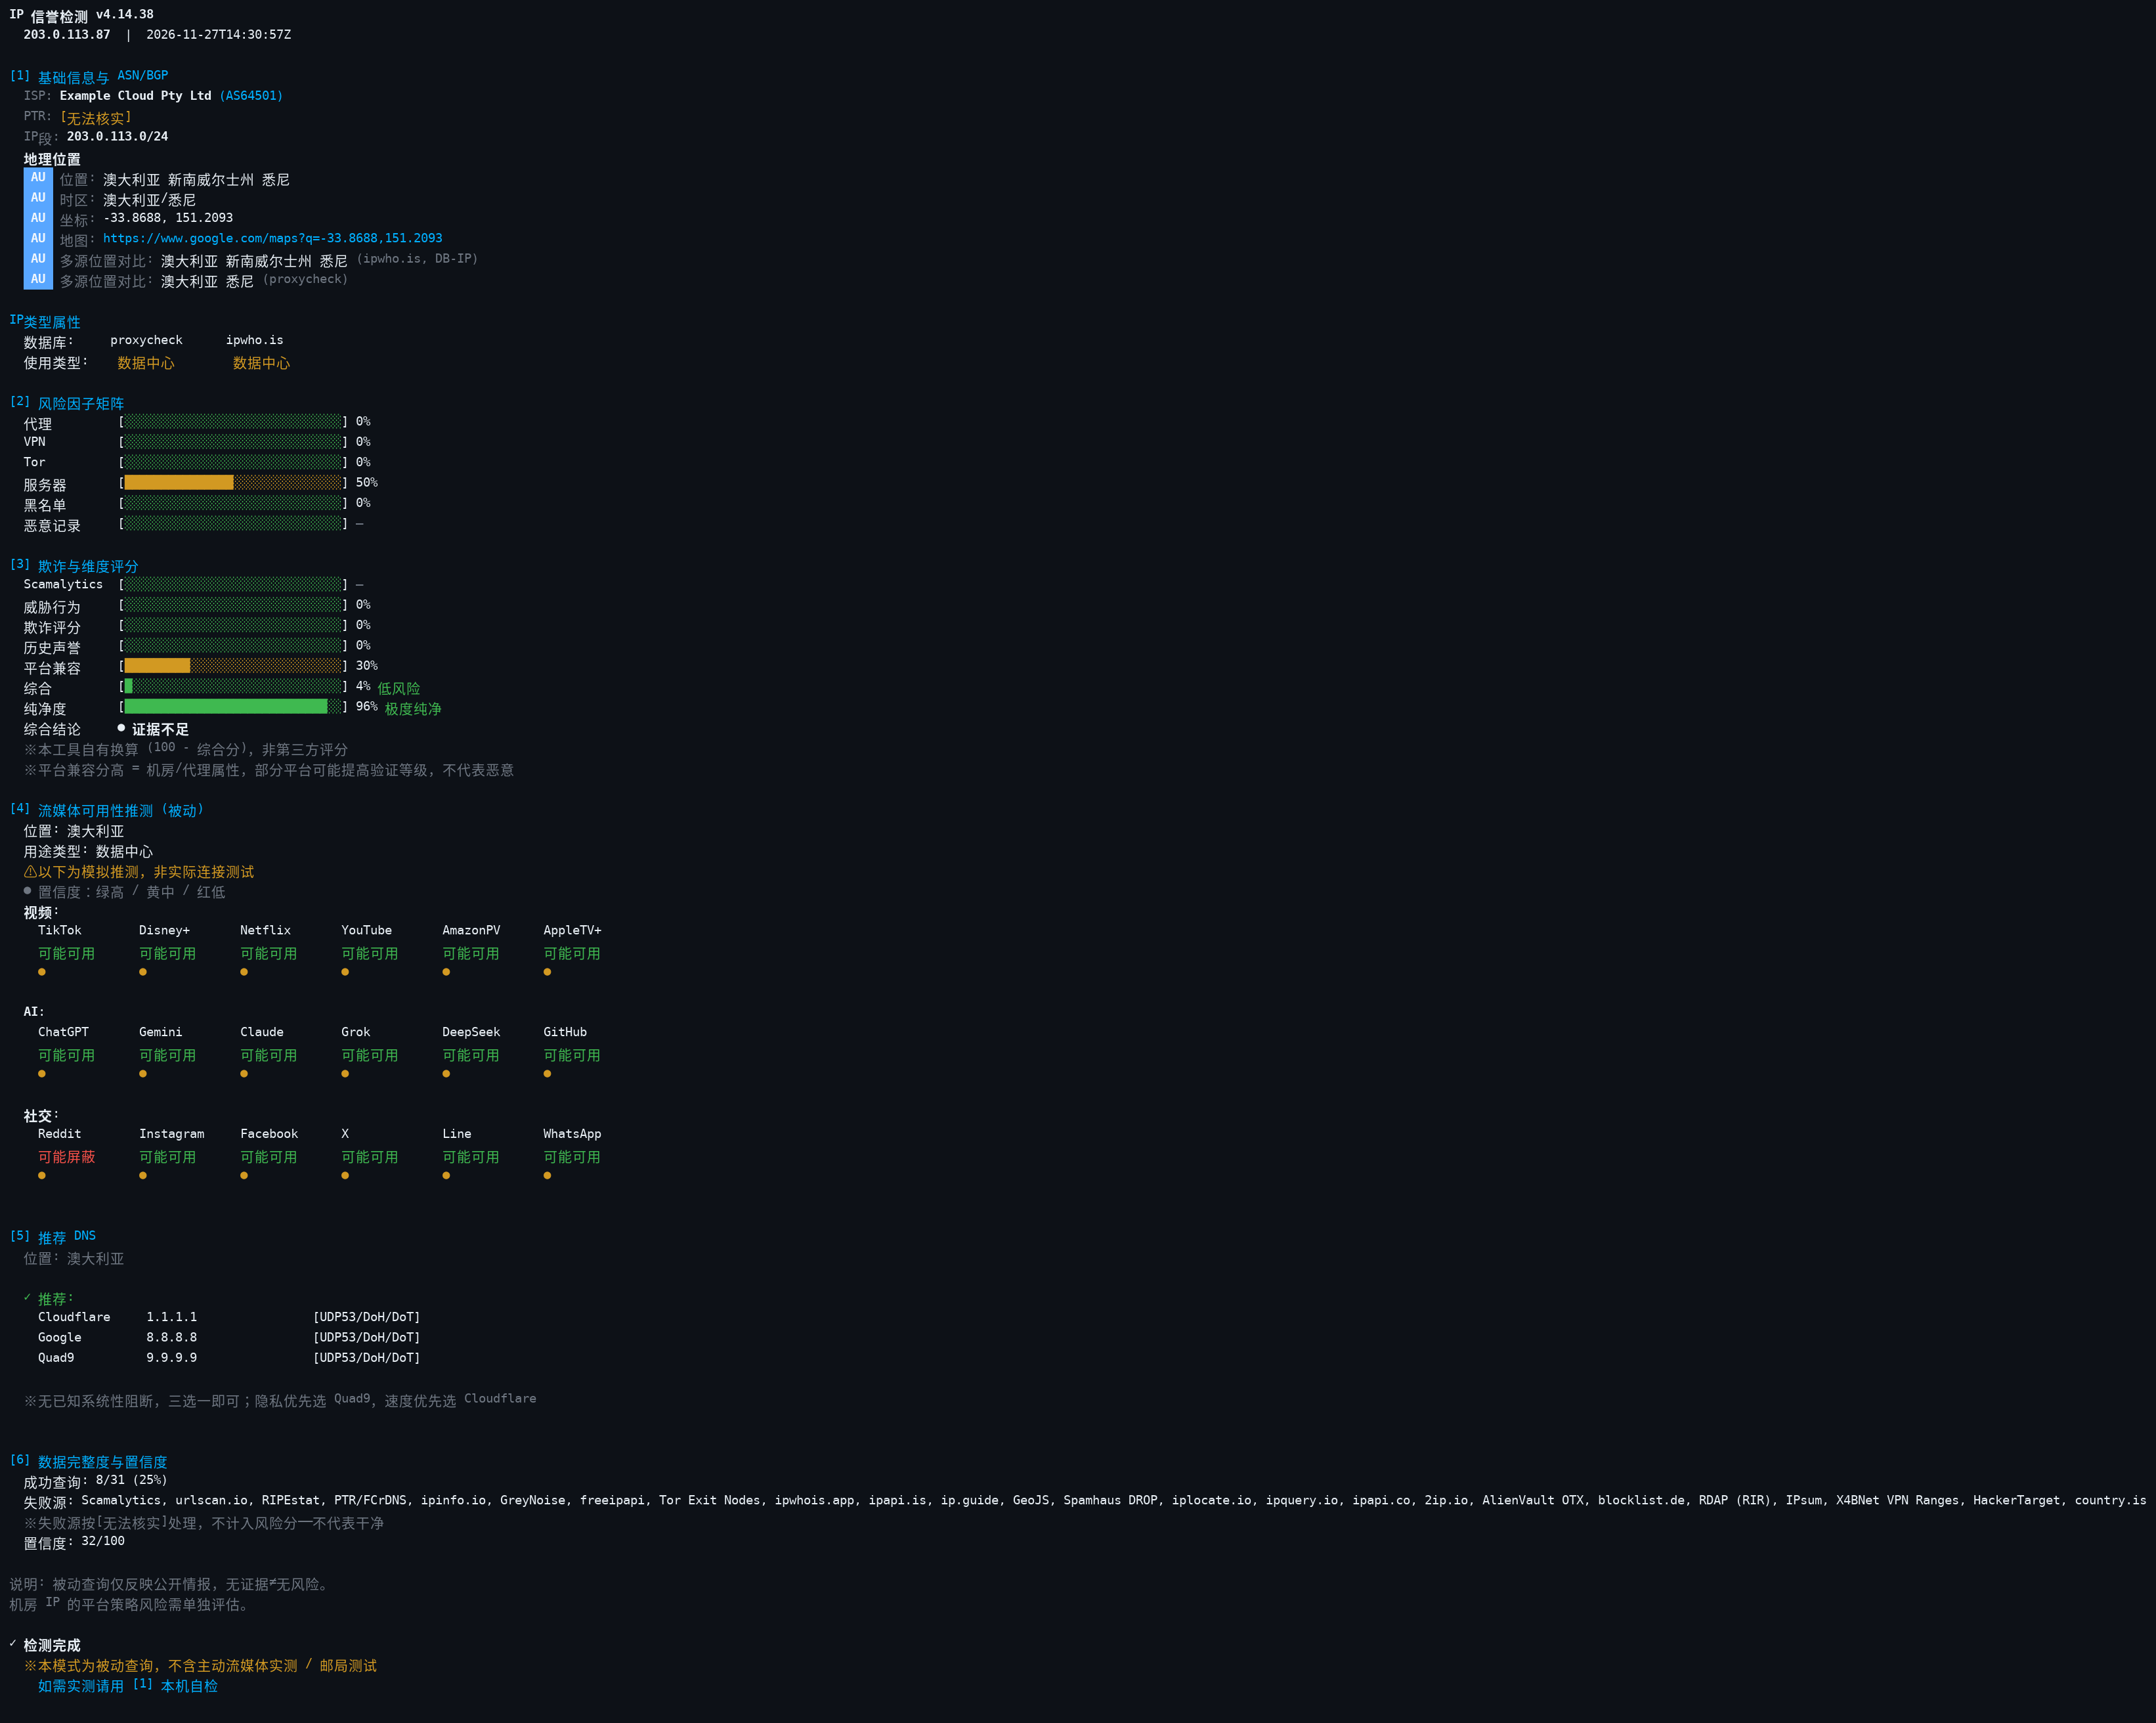 IP 信誉检测 v4.14.38
203.0.113.87 | 2026-11-27T14:30:57Z
[1] 基础信息与 ASN/BGP
ISP: Example Cloud Pty Ltd (AS64501)
PTR: [无法核实]
IP段: 203.0.113.0/24
地理位置
AU 位置: 澳大利亚 新南威尔士州 悉尼
AU 时区: 澳大利亚/悉尼
AU 坐标: -33.8688, 151.2093
AU 地图: https://www.google.com/maps?q=-33.8688,151.2093
AU 多源位置对比: 澳大利亚 新南威尔士州 悉尼 (ipwho.is, DB-IP)
AU 多源位置对比: 澳大利亚 悉尼 (proxycheck)
IP类型属性
数据库: proxycheck ipwho.is
使用类型: 数据中心 数据中心
[2] 风险因子矩阵
代理 [░░░░░░░░░░░░░░░░░░░░░░░░░░░░░░] 0%
VPN [░░░░░░░░░░░░░░░░░░░░░░░░░░░░░░] 0%
Tor [░░░░░░░░░░░░░░░░░░░░░░░░░░░░░░] 0%
服务器 [███████████████░░░░░░░░░░░░░░░] 50%
黑名单 [░░░░░░░░░░░░░░░░░░░░░░░░░░░░░░] 0%
恶意记录 [░░░░░░░░░░░░░░░░░░░░░░░░░░░░░░] —
[3] 欺诈与维度评分
Scamalytics [░░░░░░░░░░░░░░░░░░░░░░░░░░░░░░] —
威胁行为 [░░░░░░░░░░░░░░░░░░░░░░░░░░░░░░] 0%
欺诈评分 [░░░░░░░░░░░░░░░░░░░░░░░░░░░░░░] 0%
历史声誉 [░░░░░░░░░░░░░░░░░░░░░░░░░░░░░░] 0%
平台兼容 [█████████░░░░░░░░░░░░░░░░░░░░░] 30%
综合 [█░░░░░░░░░░░░░░░░░░░░░░░░░░░░░] 4% 低风险
纯净度 [████████████████████████████░░] 96% 极度纯净
综合结论 ● 证据不足
※本工具自有换算 (100 - 综合分)，非第三方评分
※平台兼容分高 = 机房/代理属性，部分平台可能提高验证等级，不代表恶意
[4] 流媒体可用性推测 (被动)
位置: 澳大利亚
用途类型: 数据中心
⚠以下为模拟推测，非实际连接测试
● 置信度：绿高 / 黄中 / 红低
视频:
TikTok Disney+ Netflix YouTube AmazonPV AppleTV+
可能可用 可能可用 可能可用 可能可用 可能可用 可能可用
● ● ● ● ● ●
AI:
ChatGPT Gemini Claude Grok DeepSeek GitHub
可能可用 可能可用 可能可用 可能可用 可能可用 可能可用
● ● ● ● ● ●
社交:
Reddit Instagram Facebook X Line WhatsApp
可能屏蔽 可能可用 可能可用 可能可用 可能可用 可能可用
● ● ● ● ● ●
[5] 推荐 DNS
位置: 澳大利亚
✓ 推荐:
Cloudflare 1.1.1.1 [UDP53/DoH/DoT]
Google 8.8.8.8 [UDP53/DoH/DoT]
Quad9 9.9.9.9 [UDP53/DoH/DoT]
※无已知系统性阻断，三选一即可；隐私优先选 Quad9，速度优先选 Cloudflare
[6] 数据完整度与置信度
成功查询: 8/31 (25%)
失败源: Scamalytics, urlscan.io, RIPEstat, PTR/FCrDNS, ipinfo.io, GreyNoise, freeipapi, Tor Exit Nodes, ipwhois.app, ipapi.is, ip.guide, GeoJS, Spamhaus DROP, iplocate.io, ipquery.io, ipapi.co, 2ip.io, AlienVault OTX, blocklist.de, RDAP (RIR), IPsum, X4BNet VPN Ranges, HackerTarget, country.is
※失败源按[无法核实]处理，不计入风险分——不代表干净
置信度: 32/100
说明: 被动查询仅反映公开情报，无证据≠无风险。
机房 IP 的平台策略风险需单独评估。
✓ 检测完成
※本模式为被动查询，不含主动流媒体实测 / 邮局测试
如需实测请用 [1] 本机自检